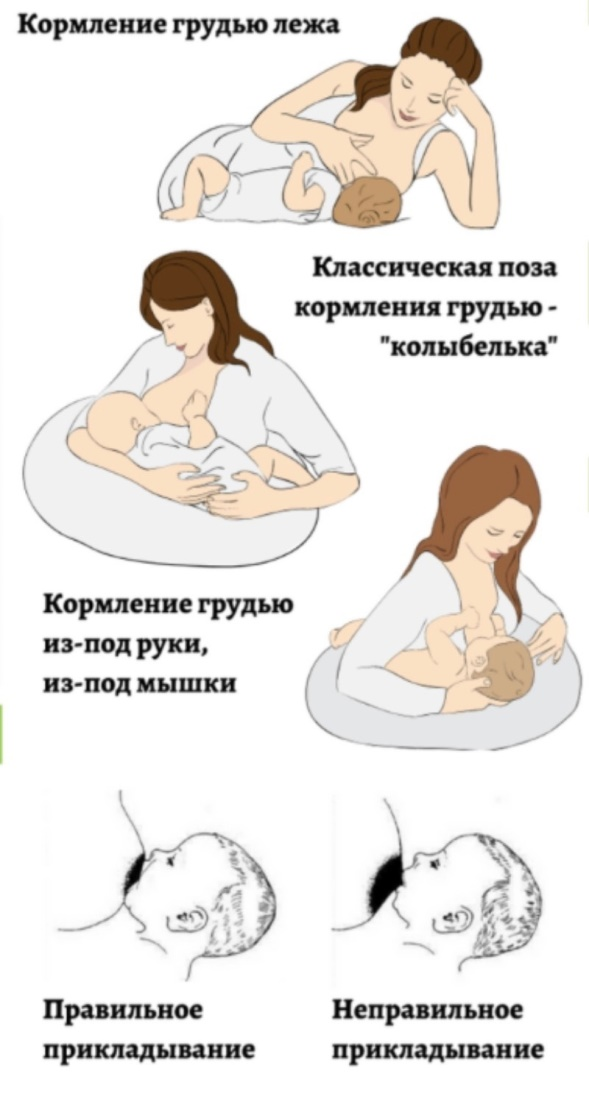 Кормление грудью лежа
Классическая поза
кормления грудью -
"колыбелька"
Кормление грудью
из-под руки,
из-под мышки
Правильное
прикладывание
Неправильное
прикладывание